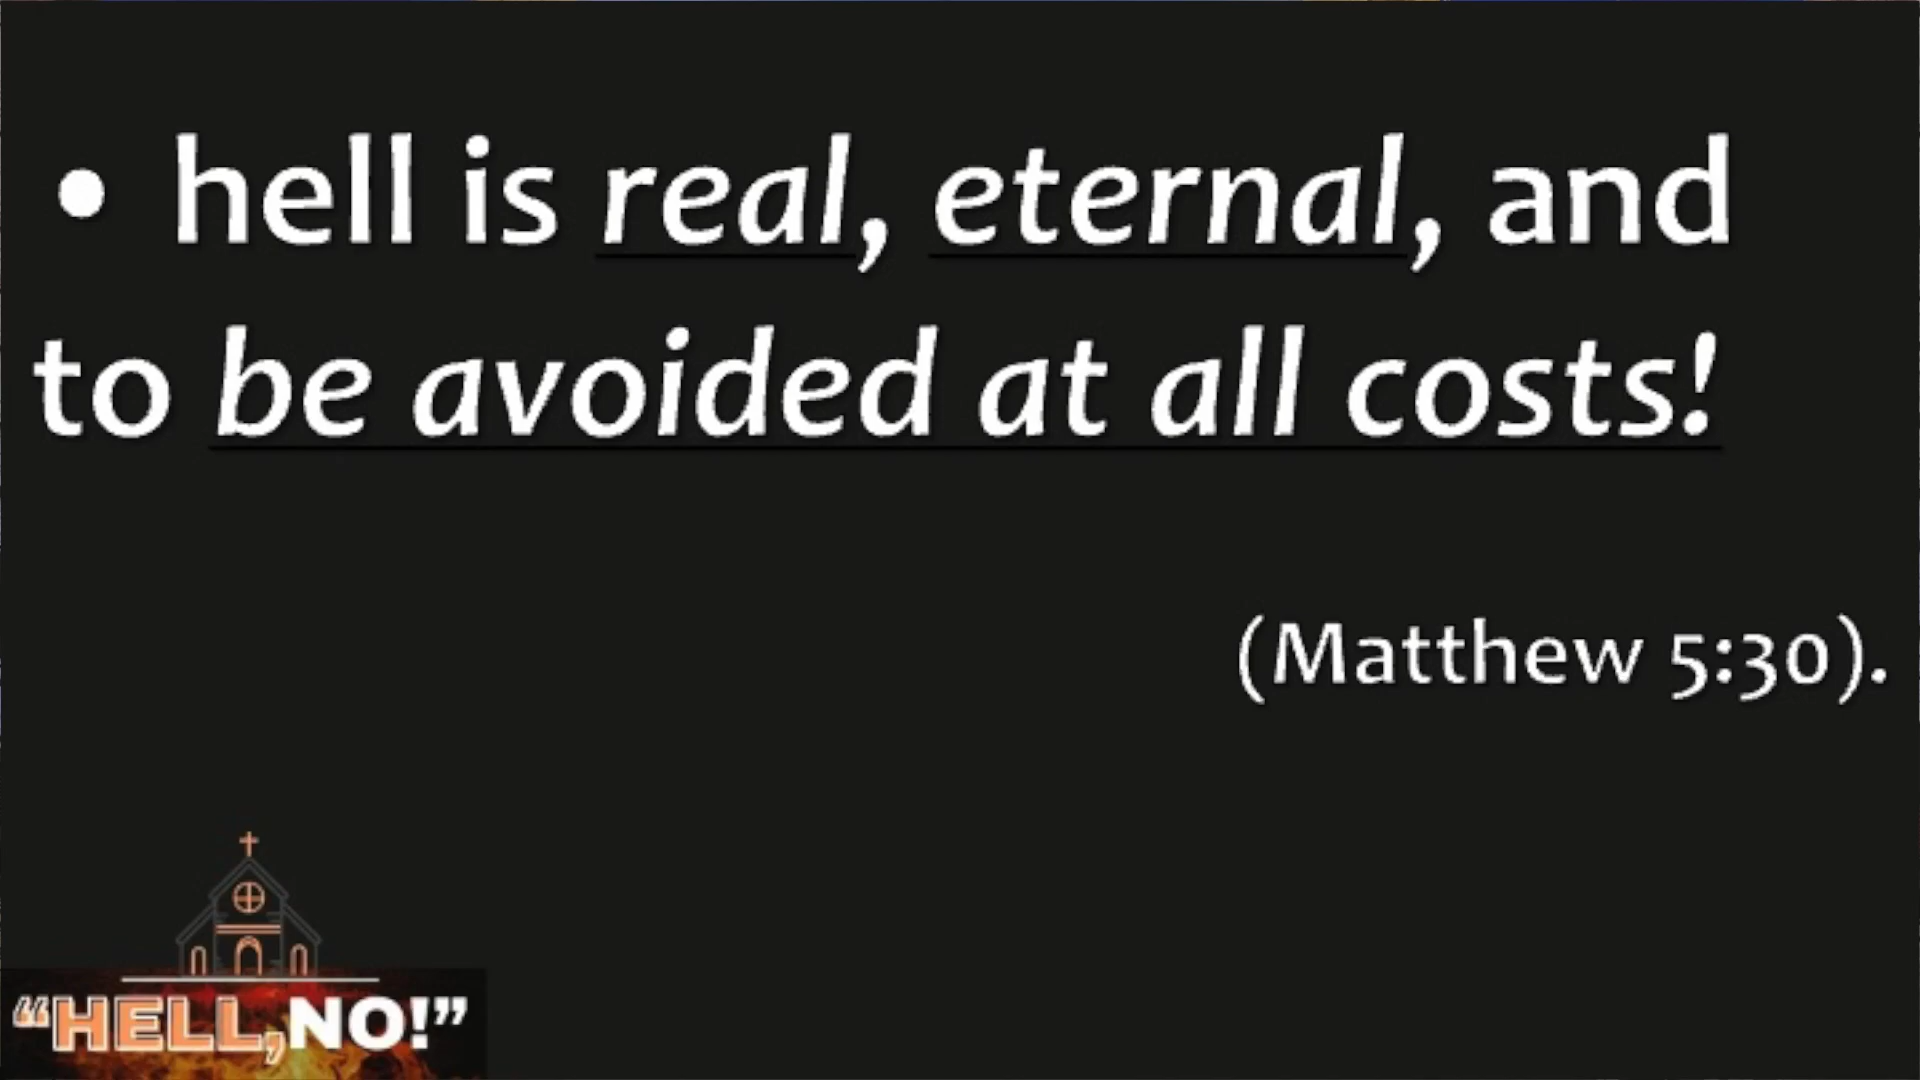 • hell is real, eternal, and
to be avoided at all costs!
(Matthew 5:30).
“HELL, NO!”